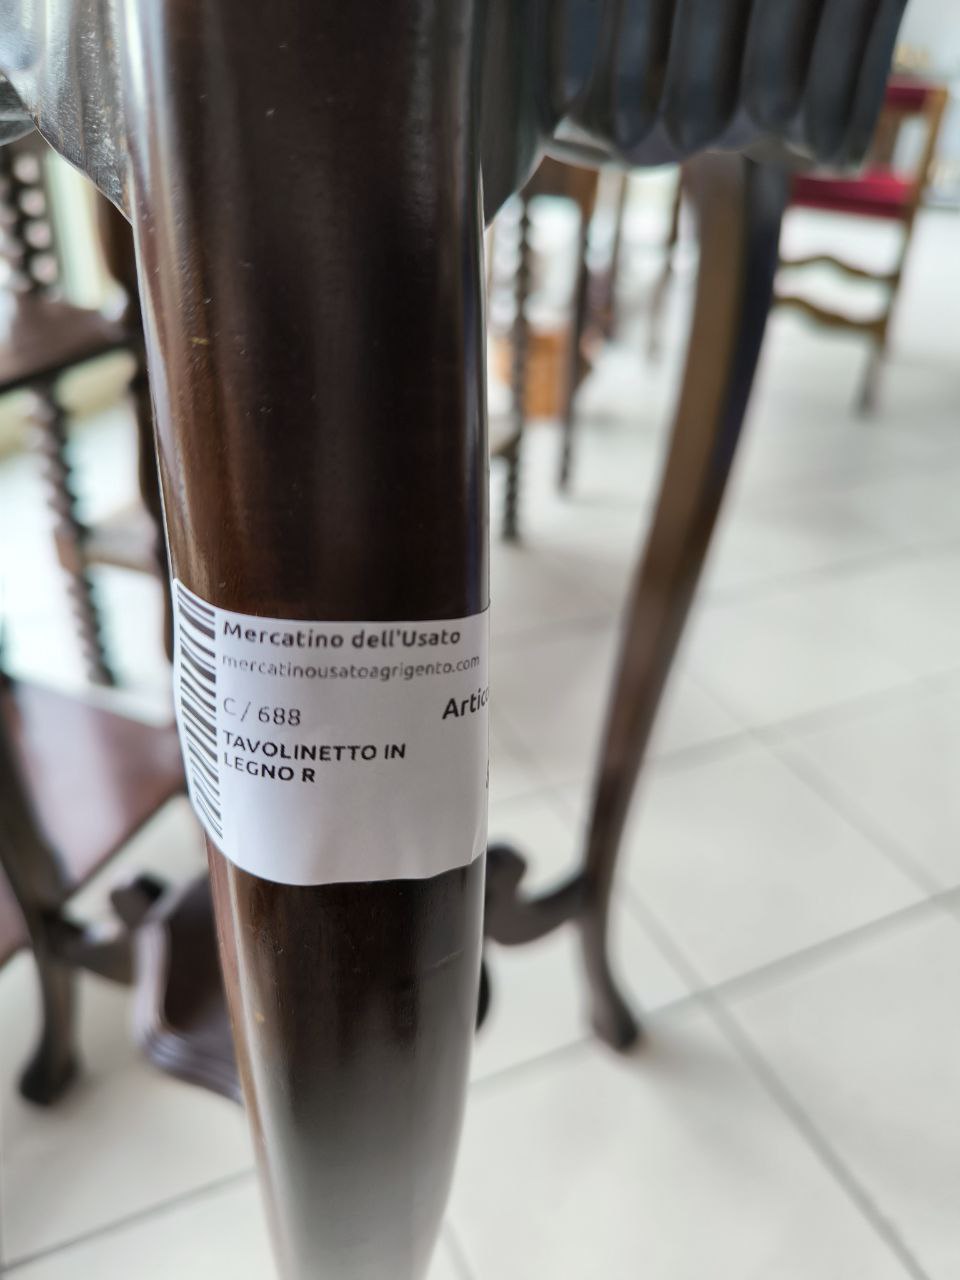 Mercatino dell'Usato
mercatinousatoagrigento.com
C / 688
TAVOLINETTO IN
LEGNO R